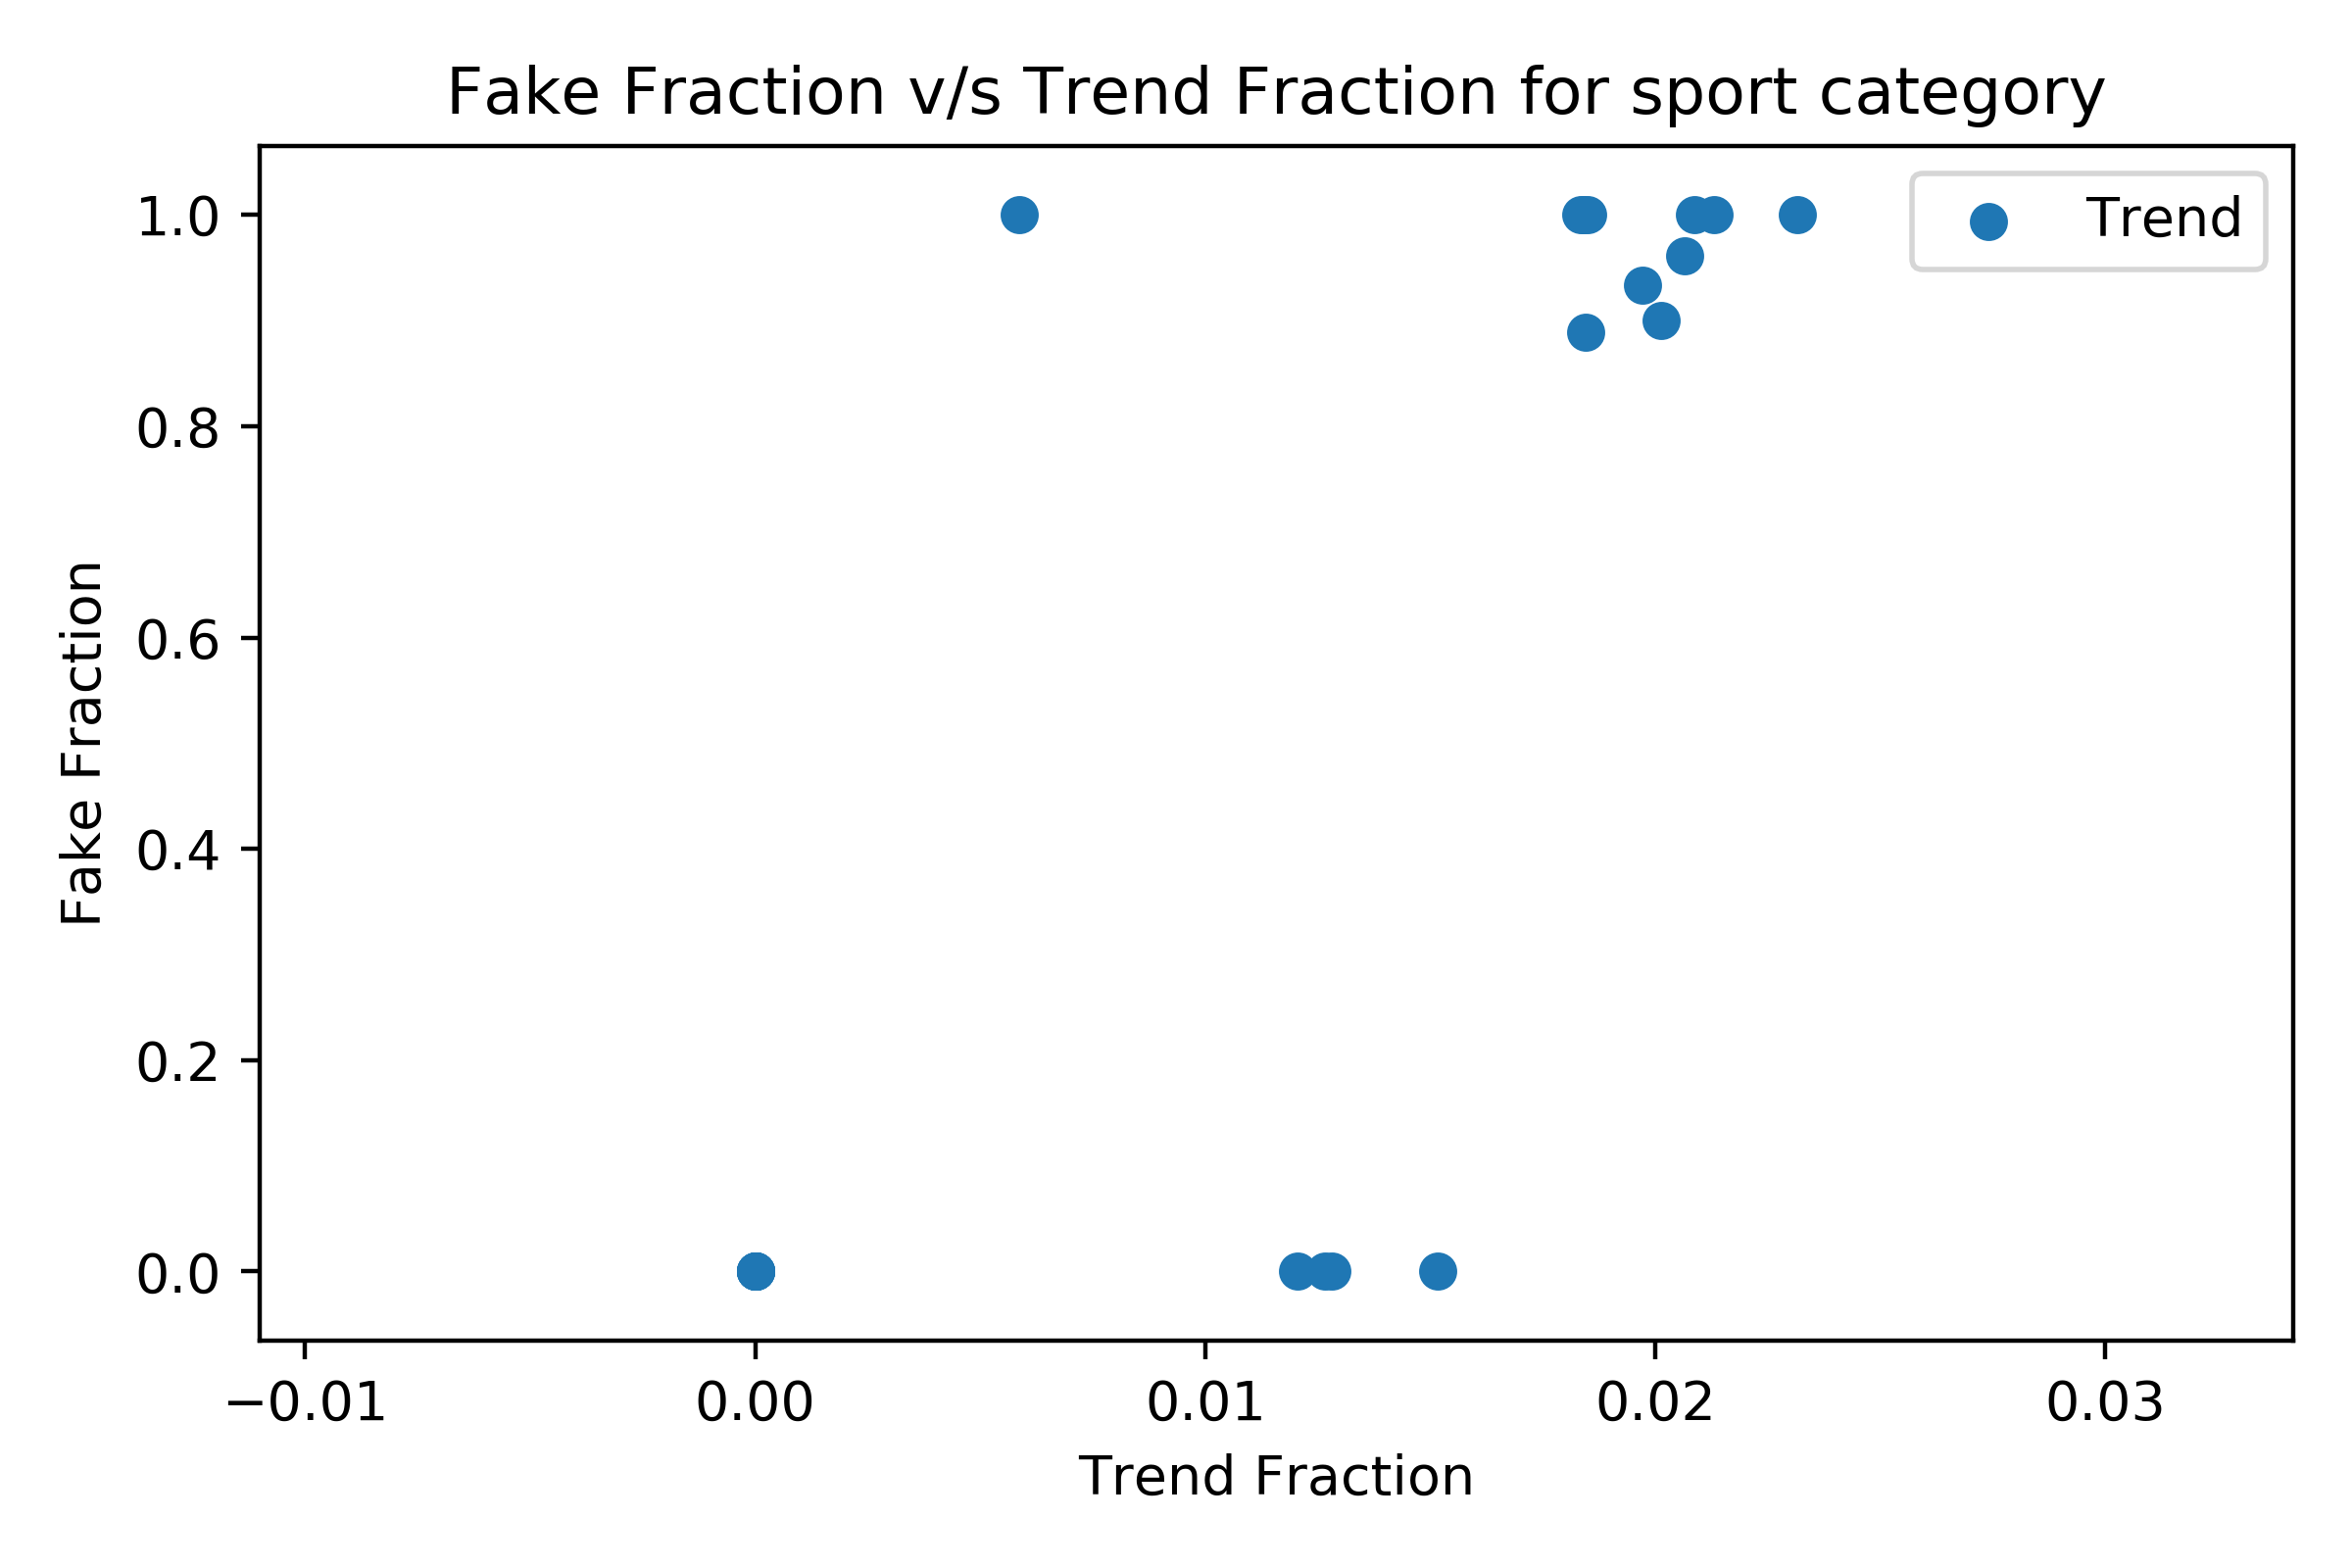 Fake Fraction v/s Trend Fraction for sport category
Trend
1.0
0.8
0.6
0.4
0.2
0.0
Fake Fraction
−0.01 0.00 0.01 0.02 0.03
Trend Fraction